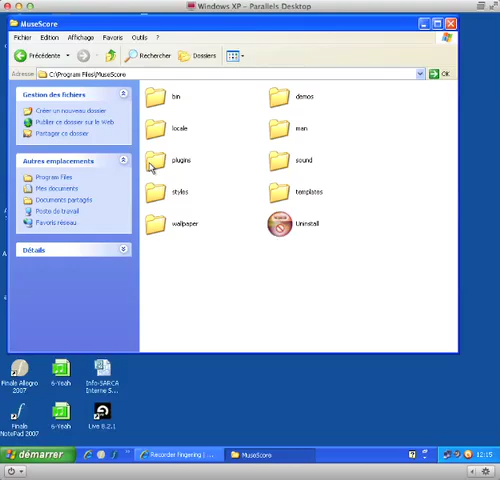 Windows XP - Parallels Desktop
MuseScore
Fichier Edition Affichage Favoris Outils ?
Précédente Rechercher Dossiers
Adresse C:\Program Files\MuseScore OK
Gestion des fichiers
Créer un nouveau dossier
Publier ce dossier sur le Web
Partager ce dossier
Autres emplacements
Program Files
Mes documents
Documents partagés
Poste de travail
Favoris réseau
Détails
bin demos
locale man
plugins sound
styles templates
wallpaper Uninstall
Finale Allegro 2007
6-Yeah
Info-SARCA Interne S...
Finale NotePad 2007
6-Yeah
Live 8.2.1
démarrer Recorder fingering | ... MuseScore ? 12:15